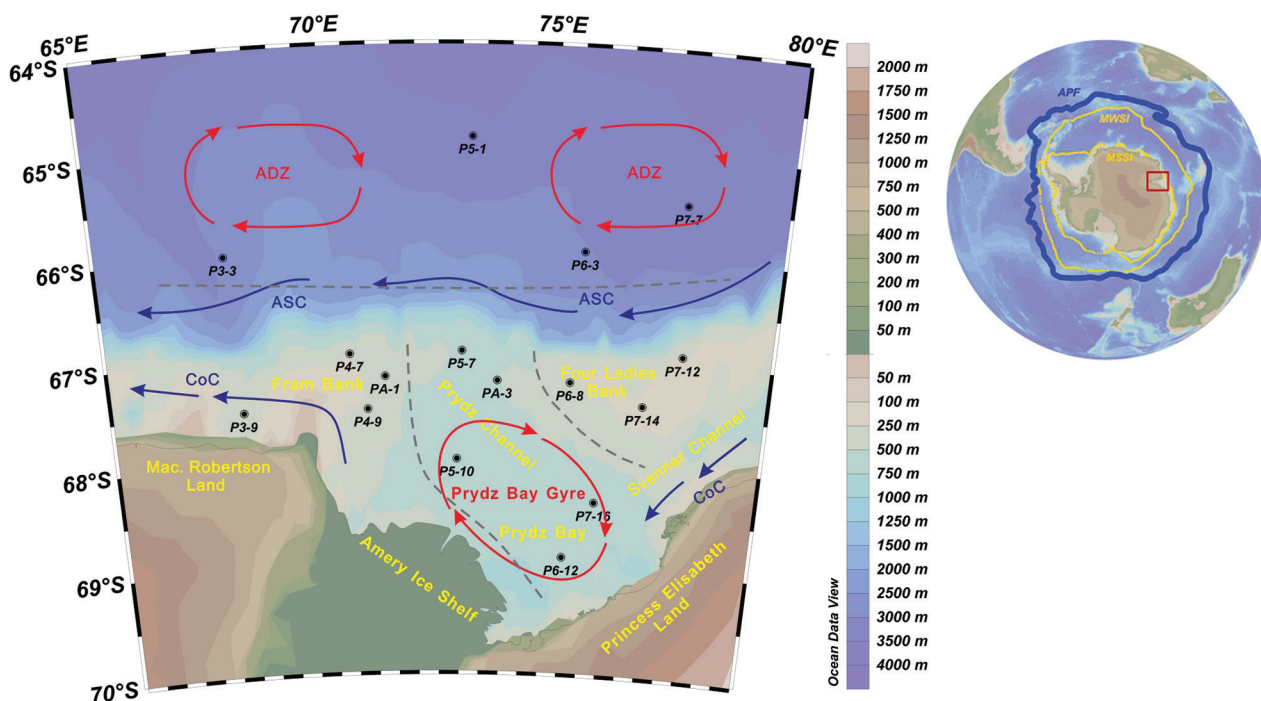 65°E
70°E
75°E
80°E
64°S
65°S
66°S
67°S
68°S
69°S
70°S
ADZ
ADZ
P5-1
P7-7
P3-3
P6-3
ASC
ASC
P4-7
P5-7
P7-12
PA-1
PA-3
P6-8
CoC
Fram Bank
Four Ladies
Bank
P3-9
P4-9
P7-14
Prydz Channel
Svenner Channel
Mac. Robertson
Land
P5-10
CoC
Prydz Bay Gyre
P7-16
Prydz Bay
P6-12
Amery Ice Shelf
Princess Elisabeth
Land
2000 m
1750 m
1500 m
1250 m
1000 m
750 m
500 m
400 m
300 m
200 m
100 m
50 m
50 m
100 m
250 m
500 m
750 m
1000 m
1250 m
1500 m
2000 m
2500 m
3000 m
3500 m
4000 m
Ocean Data View
APF
MWSI
MSSI